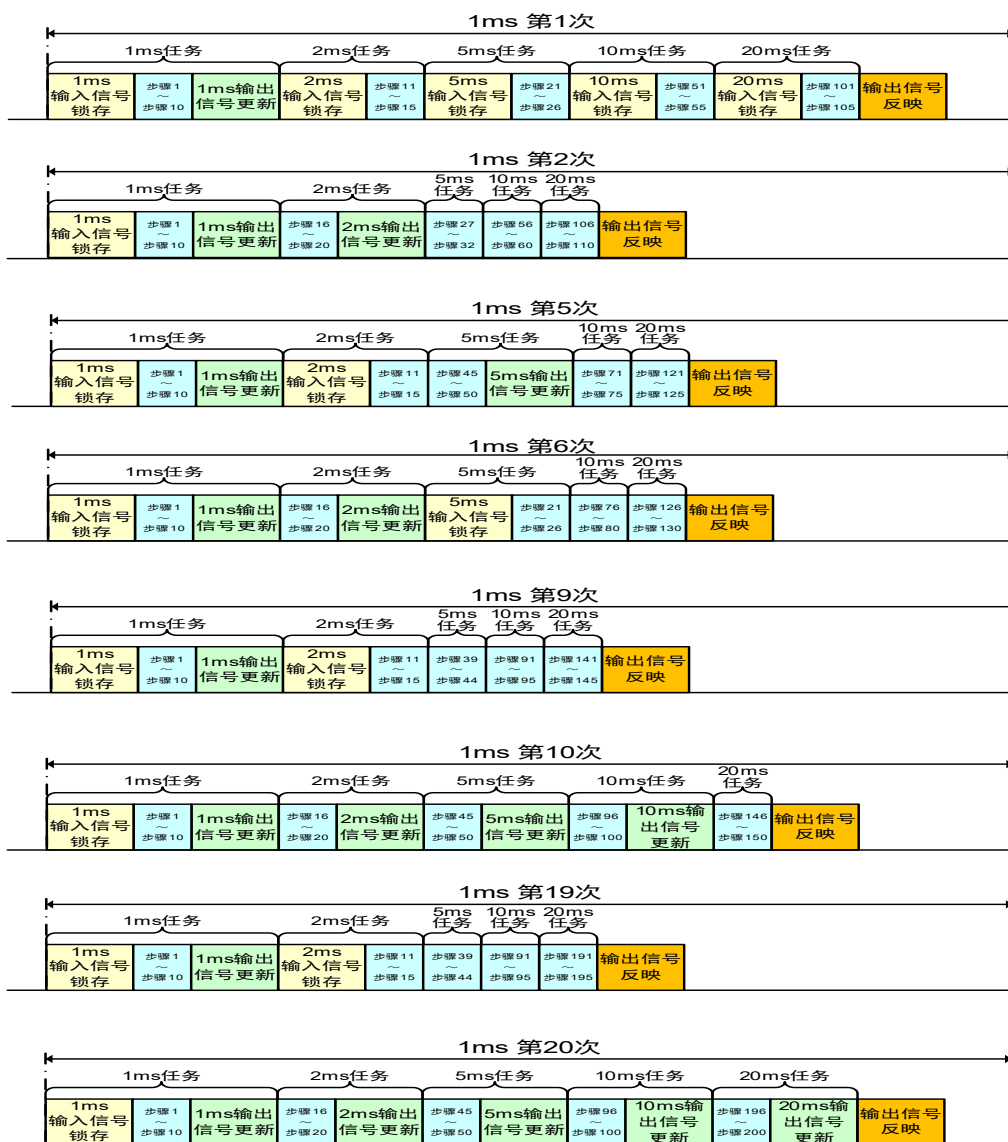 1ms 第1次
1ms任务 2ms任务 5ms任务 10ms任务 20ms任务
1ms
输入信号
锁存
步骤1
～
步骤10
1ms输出
信号更新
2ms
输入信号
锁存
步骤11
～
步骤15
5ms
输入信号
锁存
步骤21
～
步骤26
10ms
输入信号
锁存
步骤51
～
步骤55
20ms
输入信号
锁存
步骤101
～
步骤105
输出信号
反映
1ms 第2次
1ms任务 2ms任务
5ms
任务
10ms
任务
20ms
任务
1ms
输入信号
锁存
步骤1
～
步骤10
1ms输出
信号更新
步骤16
～
步骤20
2ms输出
信号更新
步骤27
～
步骤32
步骤56
～
步骤60
步骤106
～
步骤110
输出信号
反映
1ms 第5次
1ms任务 2ms任务 5ms任务
10ms
任务
20ms
任务
1ms
输入信号
锁存
步骤1
～
步骤10
1ms输出
信号更新
2ms
输入信号
锁存
步骤11
～
步骤15
步骤45
～
步骤50
5ms输出
信号更新
步骤71
～
步骤75
步骤121
～
步骤125
输出信号
反映
1ms 第6次
1ms任务 2ms任务 5ms任务
10ms
任务
20ms
任务
1ms
输入信号
锁存
步骤1
～
步骤10
1ms输出
信号更新
步骤16
～
步骤20
2ms输出
信号更新
5ms
输入信号
锁存
步骤21
～
步骤26
步骤76
～
步骤80
步骤126
～
步骤130
输出信号
反映
1ms 第9次
1ms任务 2ms任务
5ms
任务
10ms
任务
20ms
任务
1ms
输入信号
锁存
步骤1
～
步骤10
1ms输出
信号更新
2ms
输入信号
锁存
步骤11
～
步骤15
步骤39
～
步骤44
步骤91
～
步骤95
步骤141
～
步骤145
输出信号
反映
1ms 第10次
1ms任务 2ms任务 5ms任务 10ms任务
20ms
任务
1ms
输入信号
锁存
步骤1
～
步骤10
1ms输出
信号更新
步骤16
～
步骤20
2ms输出
信号更新
步骤45
～
步骤50
5ms输出
信号更新
步骤96
～
步骤100
10ms输
出信号
更新
步骤146
～
步骤150
输出信号
反映
1ms 第19次
1ms任务 2ms任务
5ms
任务
10ms
任务
20ms
任务
1ms
输入信号
锁存
步骤1
～
步骤10
1ms输出
信号更新
2ms
输入信号
锁存
步骤11
～
步骤15
步骤39
～
步骤44
步骤91
～
步骤95
步骤191
～
步骤195
输出信号
反映
1ms 第20次
1ms任务 2ms任务 5ms任务 10ms任务 20ms任务
1ms
输入信号
锁存
步骤1
～
步骤10
1ms输出
信号更新
步骤16
～
步骤20
2ms输出
信号更新
步骤45
～
步骤50
5ms输出
信号更新
步骤96
～
步骤100
10ms输
出信号
更新
步骤196
～
步骤200
20ms输
出信号
更新
输出信号
反映